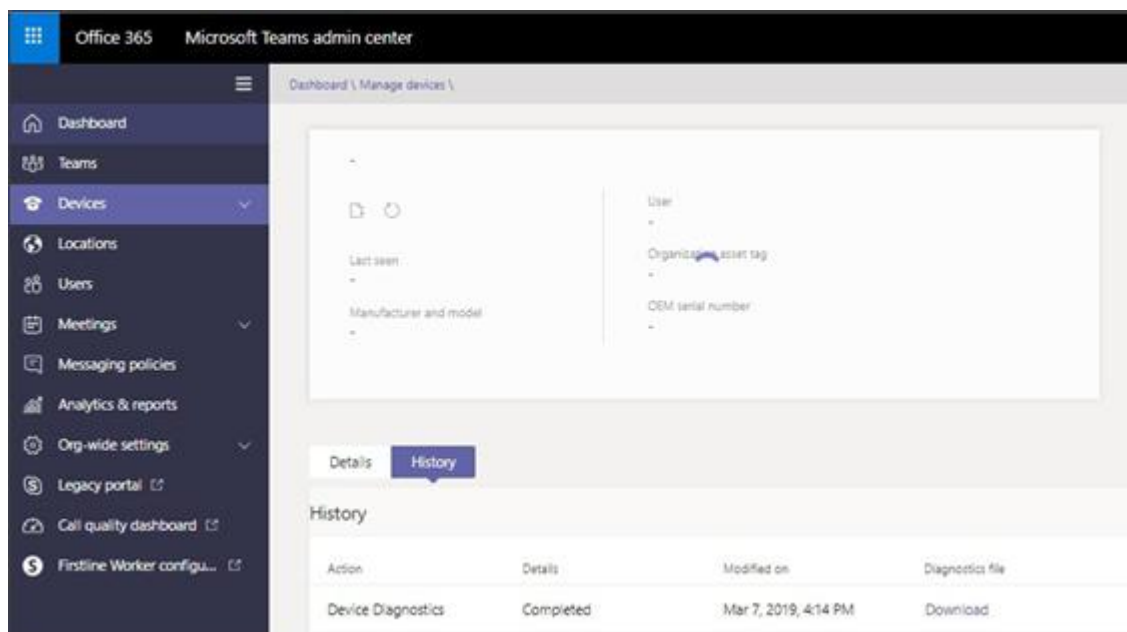 Office 365 Microsoft Teams admin center
Dashboard \ Manage devices \
Dashboard
Teams
Devices
Locations
Users
Meetings
Messaging policies
Analytics & reports
Org-wide settings
Legacy portal
Call quality dashboard
Firstline Worker configu...
-
Last seen
-
Manufacturer and model
-
User
-
Organization asset tag
-
OEM serial number
-
Details History
History
Action Details Modified on Diagnostics file
Device Diagnostics Completed Mar 7, 2019, 4:14 PM Download